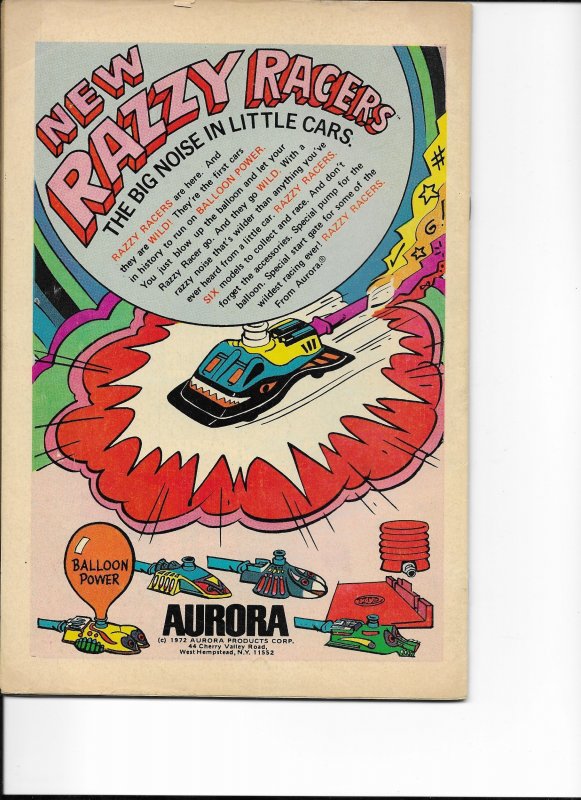 NEW
RAZZY RACERS™
THE BIG NOISE IN LITTLE CARS.
RAZZY RACERS are here. And
they are WILD! They're the first cars
in history to run on BALLOON POWER.
You just blow up the balloon and let your
Razzy Racer go. And they go WILD. With a
razzy noise that's wilder than anything you've
ever heard from a little car. RAZZY RACERS.
SIX models to collect and race. And don't
forget the accessories. Special pump for the
balloon. Special start gate for some of the
wildest racing ever! RAZZY RACERS.
From Aurora.®
#
G!
BALLOON
POWER
AURORA
(c) 1972 AURORA PRODUCTS CORP.
44 Cherry Valley Road,
West Hempstead, N.Y. 11552